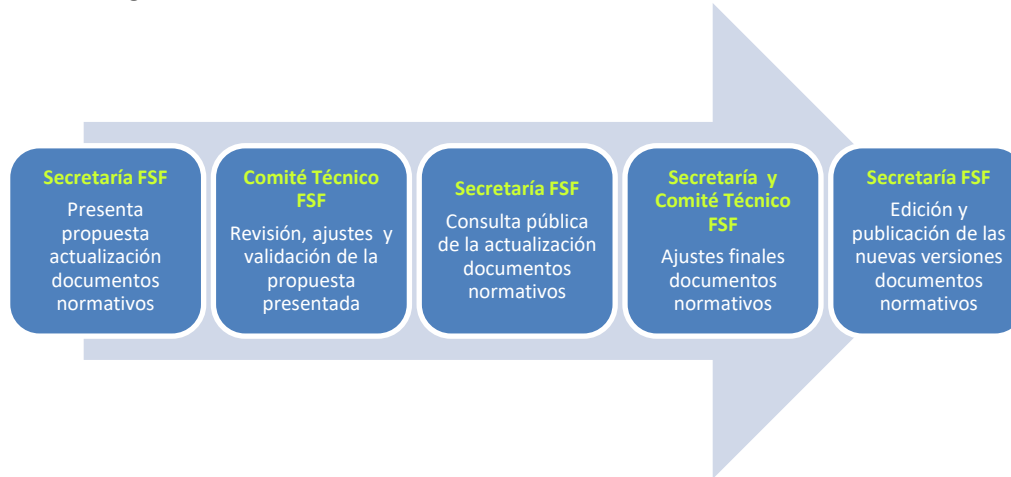 Secretaría FSF
Presenta
propuesta
actualización
documentos
normativos
Comité Técnico
FSF
Revisión, ajustes y
validación de la
propuesta
presentada
Secretaría FSF
Consulta pública
de la actualización
documentos
normativos
Secretaría y
Comité Técnico
FSF
Ajustes finales
documentos
normativos
Secretaría FSF
Edición y
publicación de las
nuevas versiones
documentos
normativos